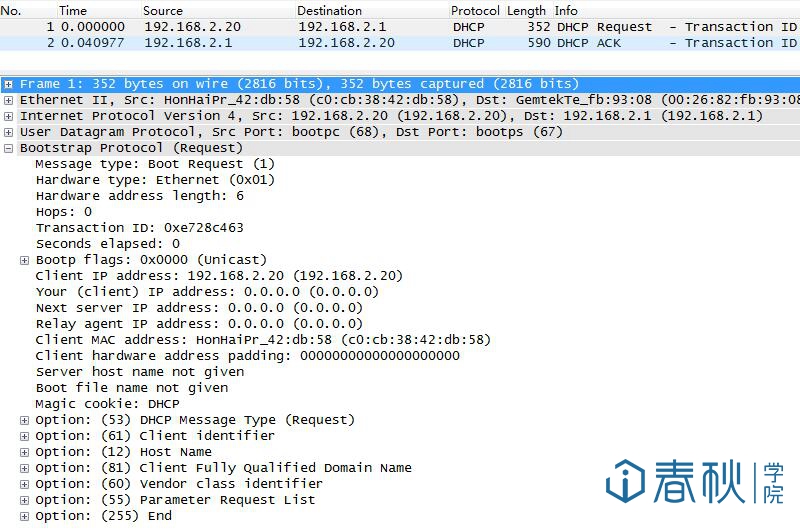 No. Time Source Destination Protocol Length Info
1 0.000000 192.168.2.20 192.168.2.1 DHCP 352 DHCP Request - Transaction ID
2 0.040977 192.168.2.1 192.168.2.20 DHCP 590 DHCP ACK - Transaction ID
Frame 1: 352 bytes on wire (2816 bits), 352 bytes captured (2816 bits)
Ethernet II, Src: HonHaiPr_42:db:58 (c0:cb:38:42:db:58), Dst: GemtekTe_fb:93:08 (00:26:82:fb:93:08
Internet Protocol Version 4, Src: 192.168.2.20 (192.168.2.20), Dst: 192.168.2.1 (192.168.2.1)
User Datagram Protocol, Src Port: bootpc (68), Dst Port: bootps (67)
Bootstrap Protocol (Request)
Message type: Boot Request (1)
Hardware type: Ethernet (0x01)
Hardware address length: 6
Hops: 0
Transaction ID: 0xe728c463
Seconds elapsed: 0
Bootp flags: 0x0000 (Unicast)
Client IP address: 192.168.2.20 (192.168.2.20)
Your (client) IP address: 0.0.0.0 (0.0.0.0)
Next server IP address: 0.0.0.0 (0.0.0.0)
Relay agent IP address: 0.0.0.0 (0.0.0.0)
Client MAC address: HonHaiPr_42:db:58 (c0:cb:38:42:db:58)
Client hardware address padding: 00000000000000000000
Server host name not given
Boot file name not given
Magic cookie: DHCP
Option: (53) DHCP Message Type (Request)
Option: (61) Client identifier
Option: (12) Host Name
Option: (81) Client Fully Qualified Domain Name
Option: (60) Vendor class identifier
Option: (55) Parameter Request List
Option: (255) End
春秋学院